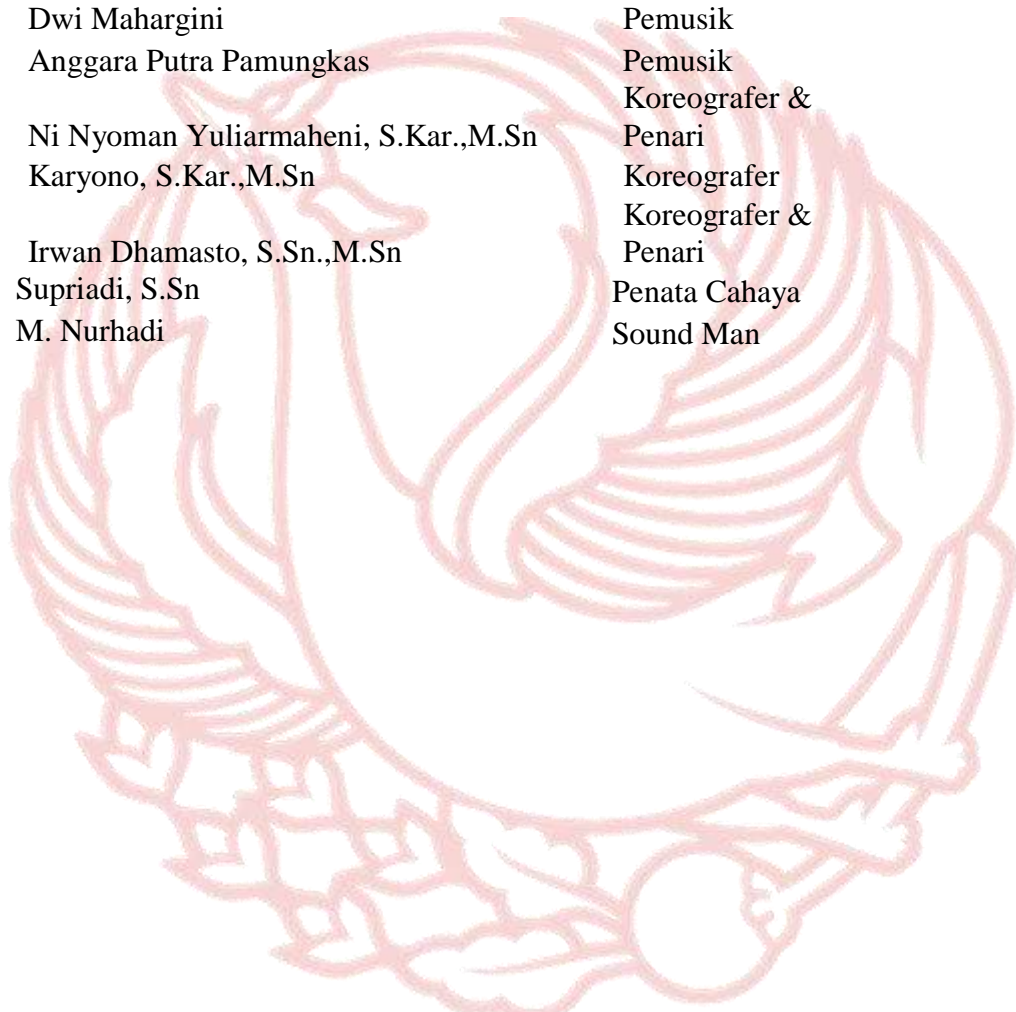 Dwi Mahargini Pemusik
Anggara Putra Pamungkas Pemusik
Koreografer &
Ni Nyoman Yuliarmaheni, S.Kar.,M.Sn Penari
Karyono, S.Kar.,M.Sn Koreografer
Koreografer &
Irwan Dhamasto, S.Sn.,M.Sn Penari
Supriadi, S.Sn Penata Cahaya
M. Nurhadi Sound Man